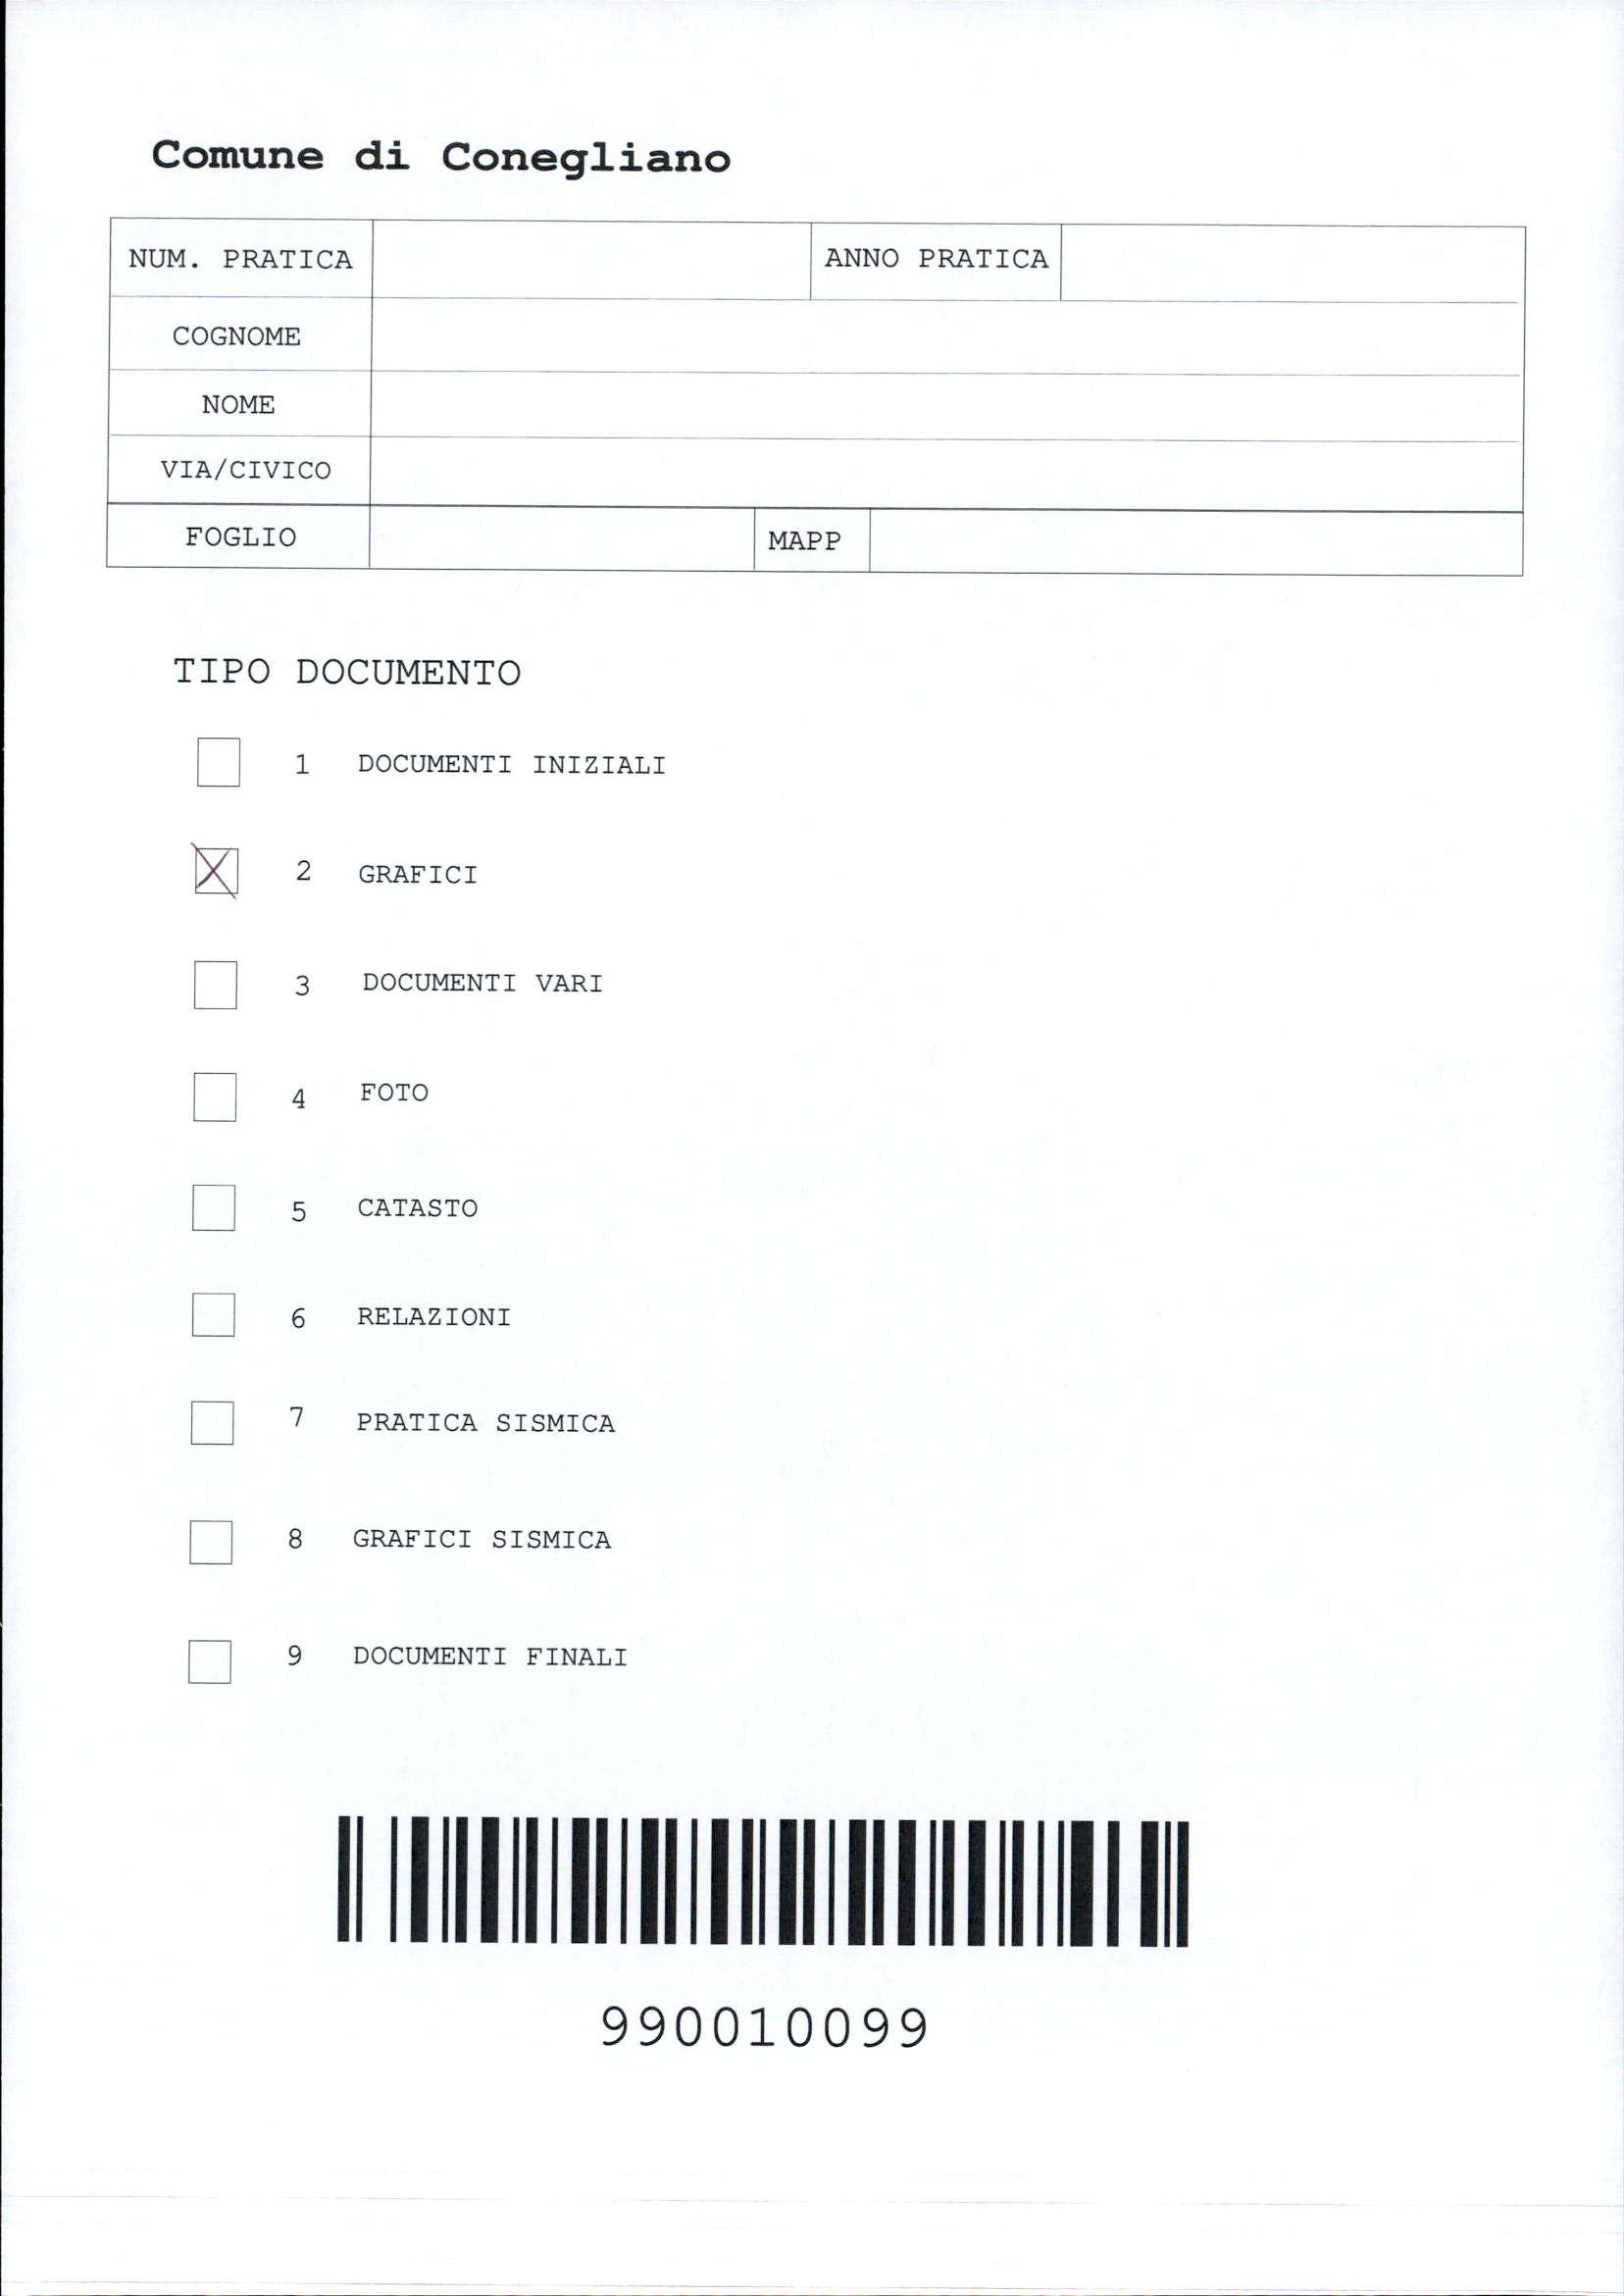 Comune di Conegliano
NUM. PRATICA ANNO PRATICA
COGNOME
NOME
VIA/CIVICO
FOGLIO MAPP
TIPO DOCUMENTO
1 DOCUMENTI INIZIALI
2 GRAFICI
3 DOCUMENTI VARI
4 FOTO
5 CATASTO
6 RELAZIONI
7 PRATICA SISMICA
8 GRAFICI SISMICA
9 DOCUMENTI FINALI
990010099